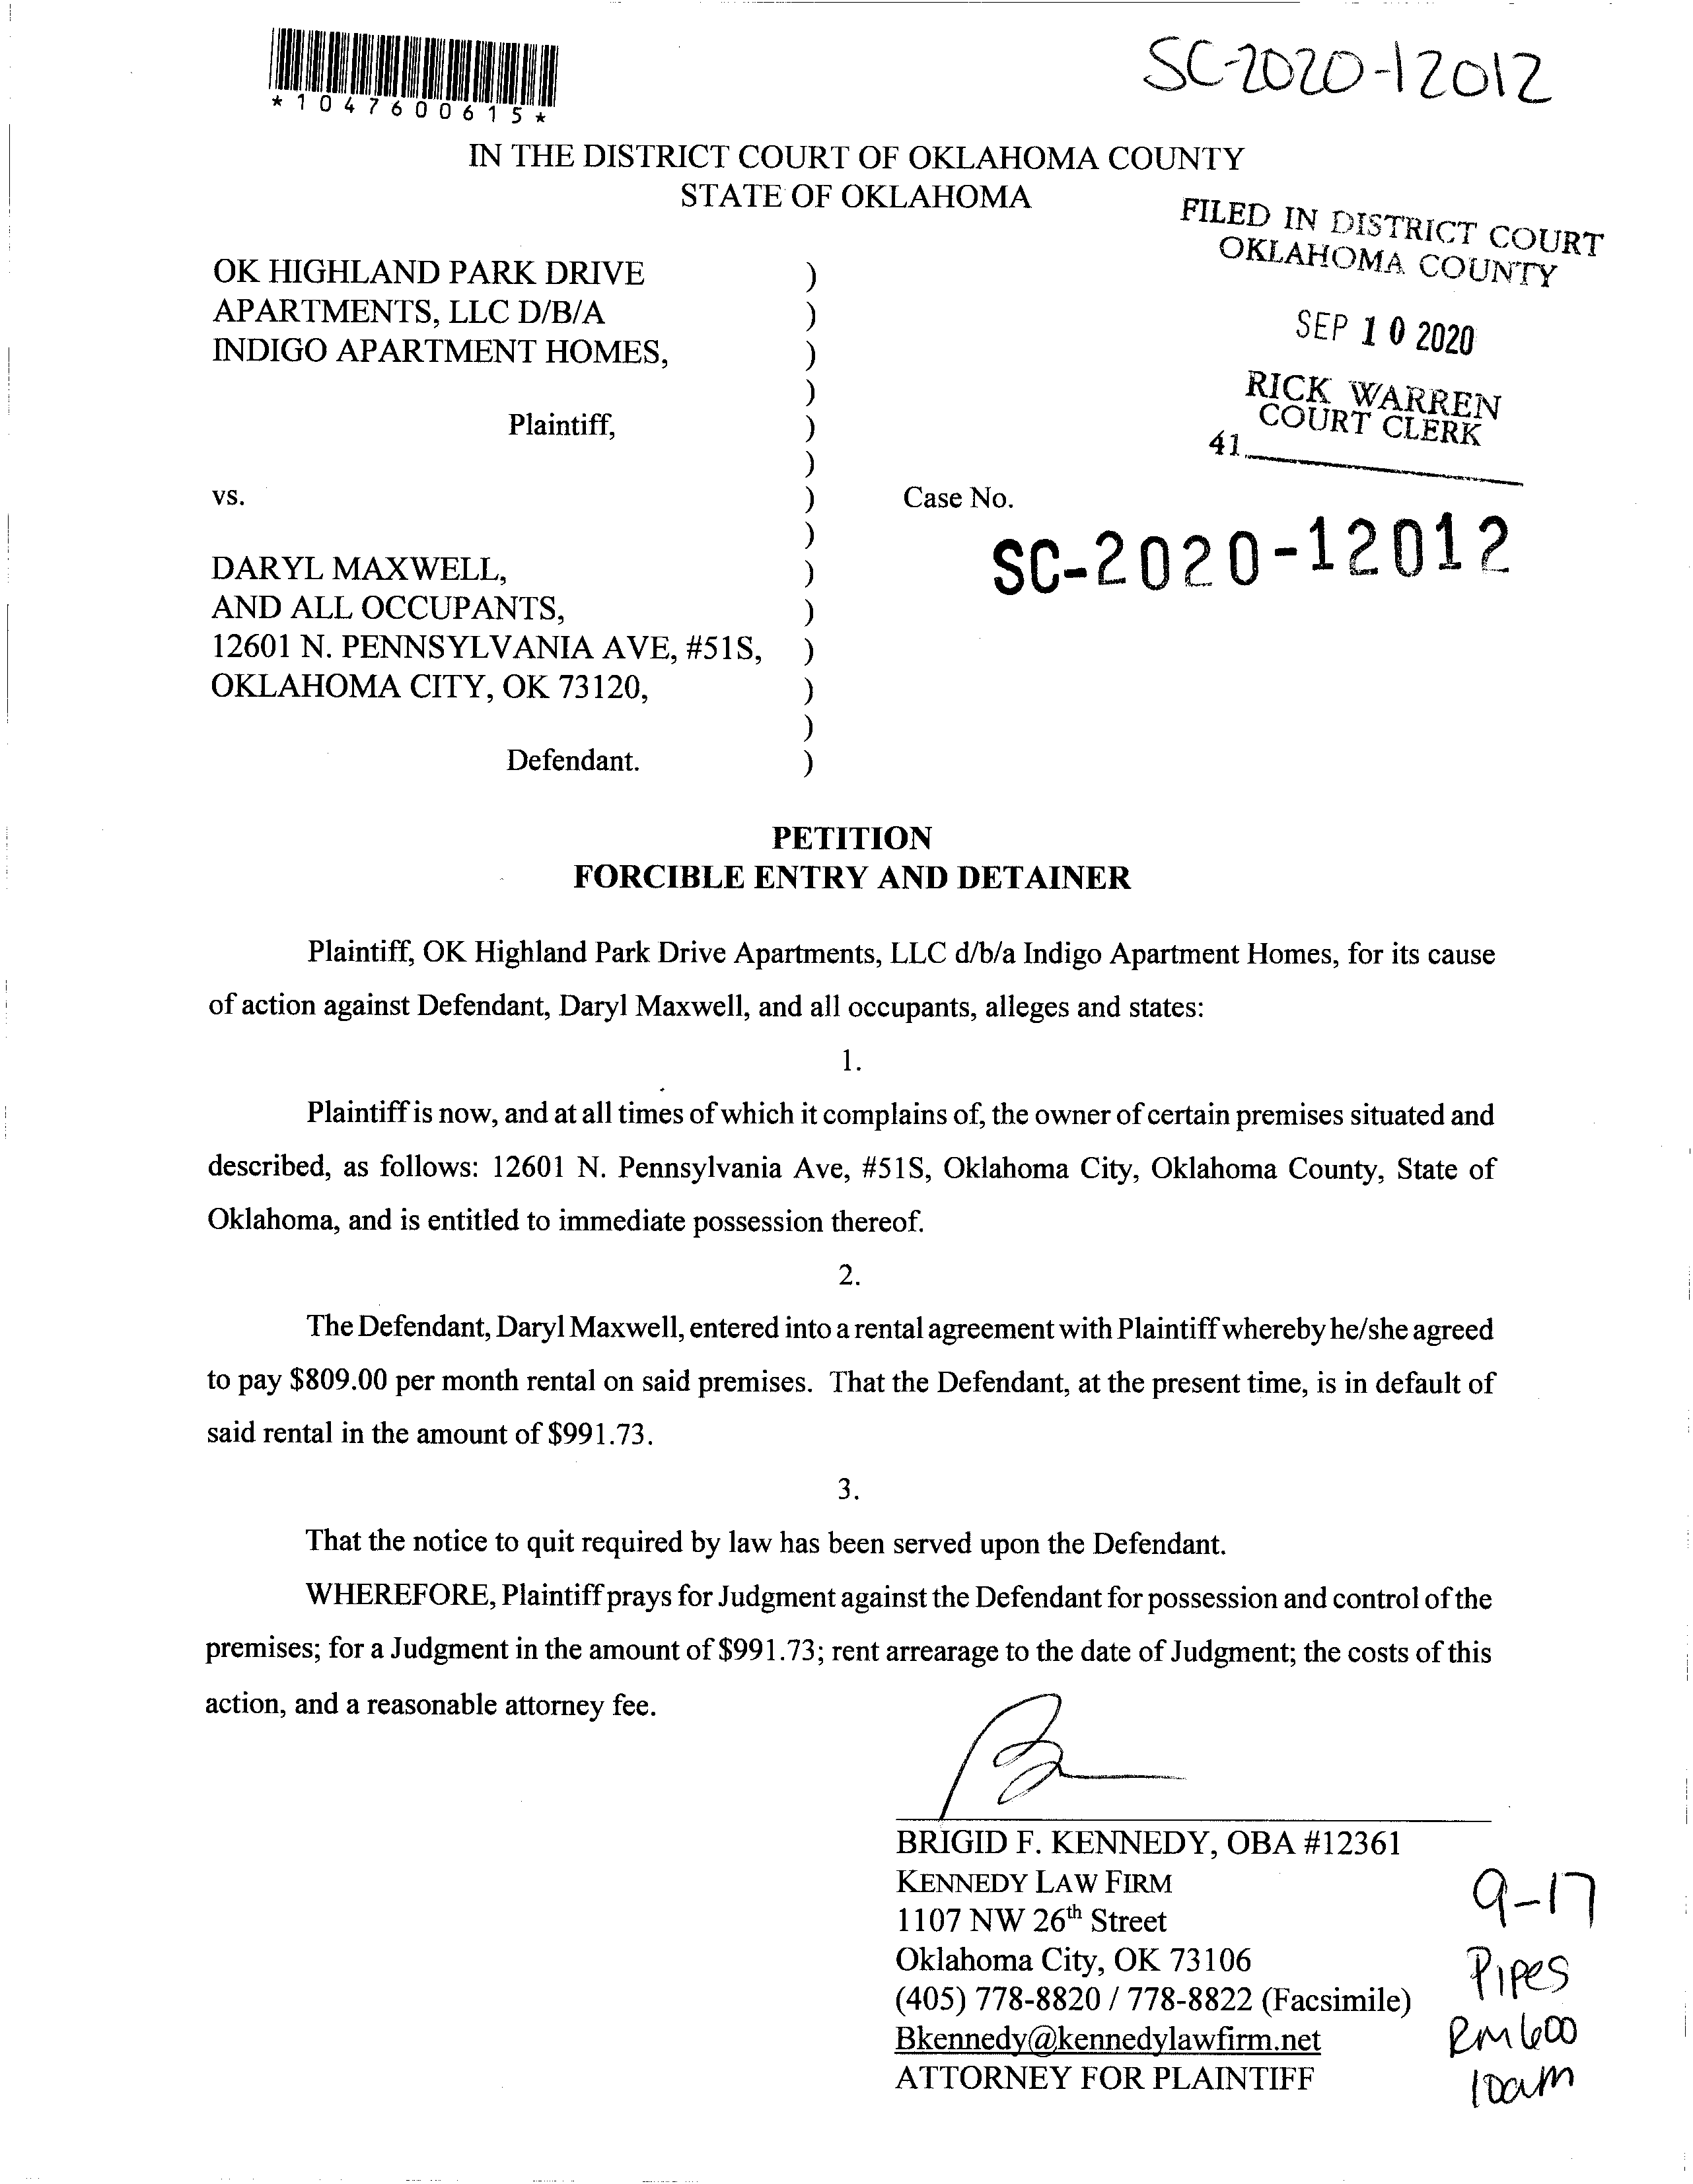 *1047600615*
SC-2020-12012
IN THE DISTRICT COURT OF OKLAHOMA COUNTY
STATE OF OKLAHOMA
FILED IN DISTRICT COURT
OKLAHOMA COUNTY
SEP 10 2020
RICK WARREN
COURT CLERK
41
OK HIGHLAND PARK DRIVE )
APARTMENTS, LLC D/B/A )
INDIGO APARTMENT HOMES, )
)
Plaintiff, )
)
vs. ) Case No.
)
SC-2020-12012
DARYL MAXWELL, )
AND ALL OCCUPANTS, )
12601 N. PENNSYLVANIA AVE, #51S, )
OKLAHOMA CITY, OK 73120, )
)
Defendant. )
PETITION
FORCIBLE ENTRY AND DETAINER
Plaintiff, OK Highland Park Drive Apartments, LLC d/b/a Indigo Apartment Homes, for its cause
of action against Defendant, Daryl Maxwell, and all occupants, alleges and states:
1.
Plaintiff is now, and at all times of which it complains of, the owner of certain premises situated and
described, as follows: 12601 N. Pennsylvania Ave, #51S, Oklahoma City, Oklahoma County, State of
Oklahoma, and is entitled to immediate possession thereof.
2.
The Defendant, Daryl Maxwell, entered into a rental agreement with Plaintiff whereby he/she agreed
to pay $809.00 per month rental on said premises. That the Defendant, at the present time, is in default of
said rental in the amount of $991.73.
3.
That the notice to quit required by law has been served upon the Defendant.
WHEREFORE, Plaintiff prays for Judgment against the Defendant for possession and control of the
premises; for a Judgment in the amount of $991.73; rent arrearage to the date of Judgment; the costs of this
action, and a reasonable attorney fee.
BRIGID F. KENNEDY, OBA #12361
KENNEDY LAW FIRM
1107 NW 26th Street
Oklahoma City, OK 73106
(405) 778-8820 / 778-8822 (Facsimile)
Bkennedy@kennedylawfirm.net
ATTORNEY FOR PLAINTIFF
9-17
Pipes
Rm 600
10am